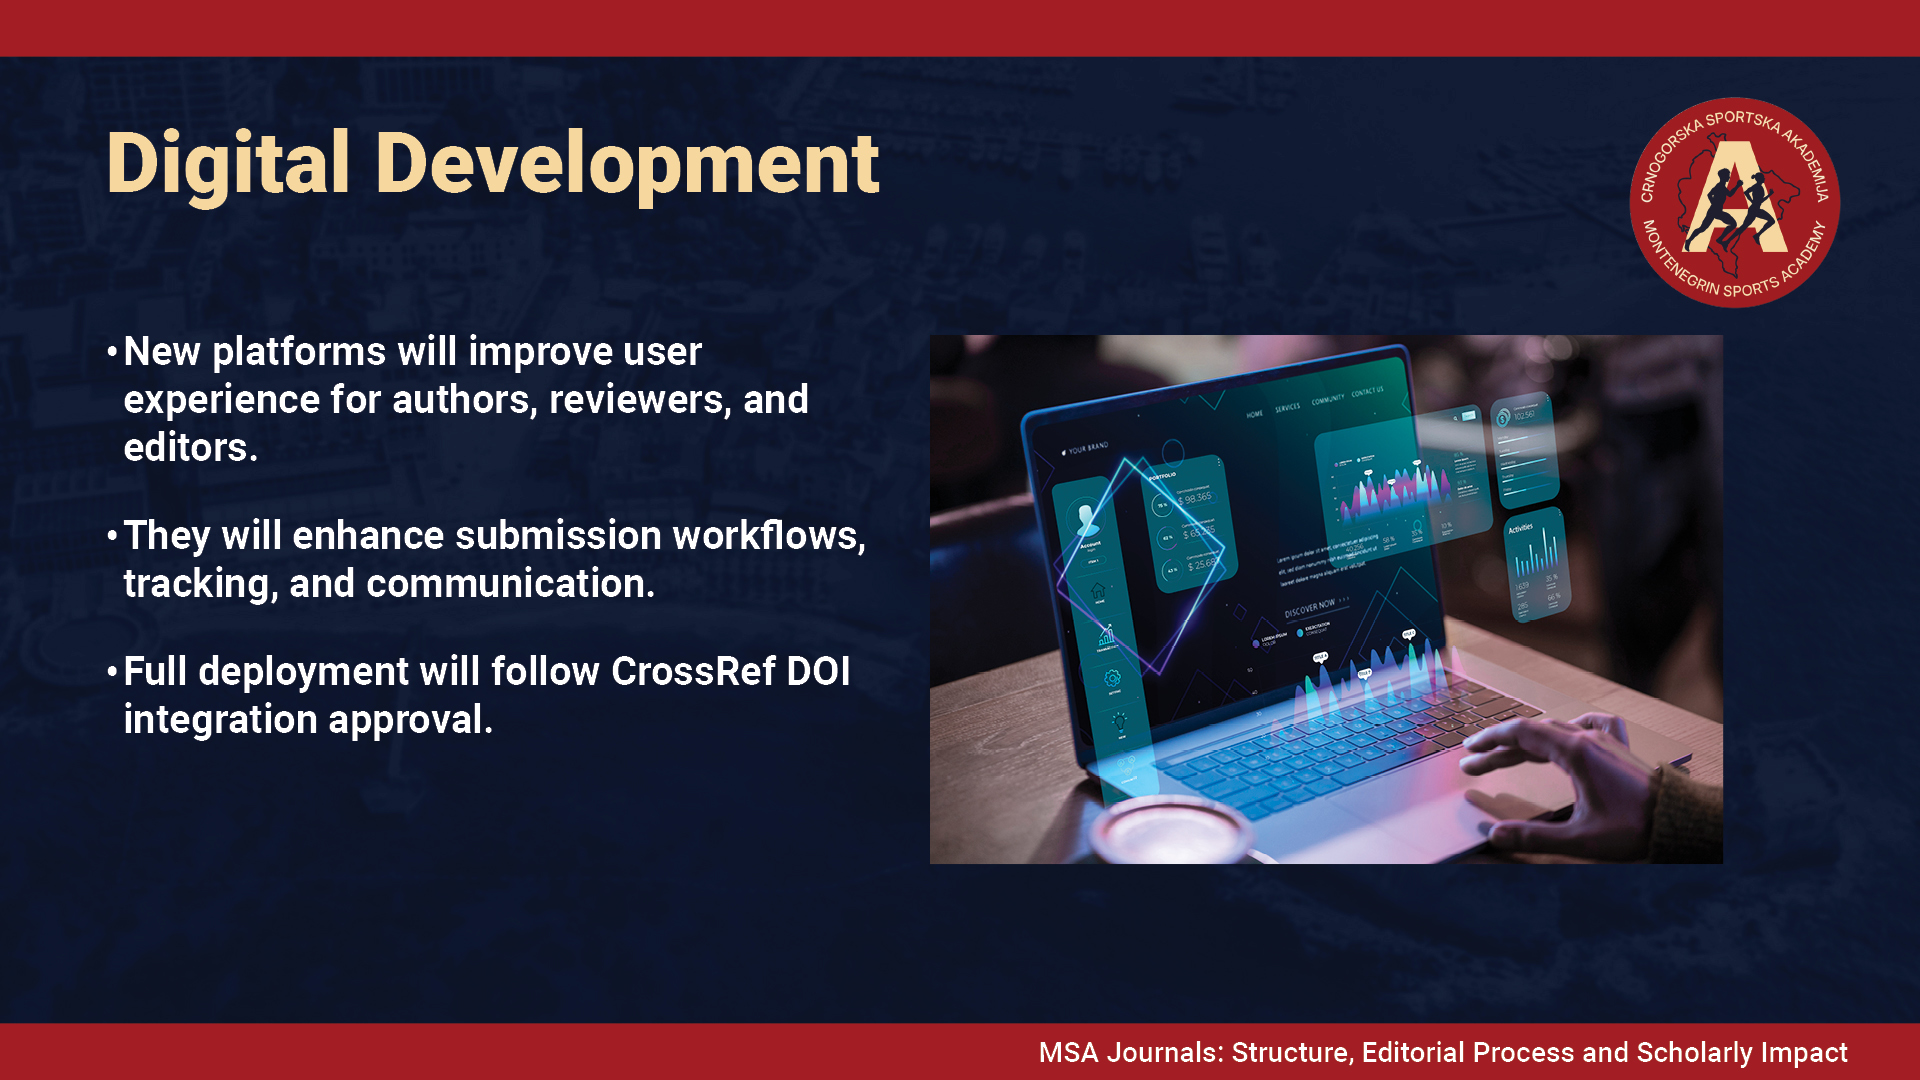 Digital Development
CRNOGORSKA SPORTSKA AKADEMIJA
MONTENEGRIN SPORTS ACADEMY
• New platforms will improve user
experience for authors, reviewers, and
editors.
• They will enhance submission workflows,
tracking, and communication.
• Full deployment will follow CrossRef DOI
integration approval.
HOME SERVICES COMMUNITY CONTACT US
YOUR BRAND
PORTFOLIO
$ 98.365
Account
102.561
Activities
DISCOVER NOW
MSA Journals: Structure, Editorial Process and Scholarly Impact